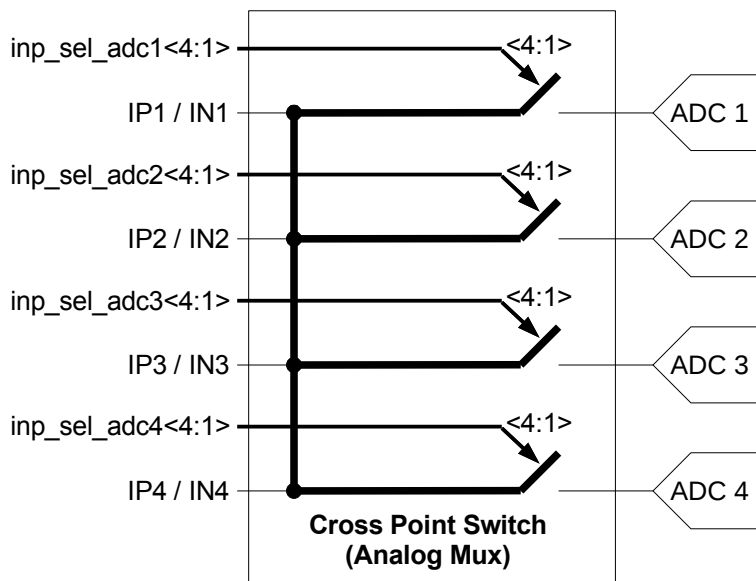 inp_sel_adc1<4:1> <4:1>
IP1 / IN1 ADC 1
inp_sel_adc2<4:1> <4:1>
IP2 / IN2 ADC 2
inp_sel_adc3<4:1> <4:1>
IP3 / IN3 ADC 3
inp_sel_adc4<4:1> <4:1>
IP4 / IN4 ADC 4
Cross Point Switch
(Analog Mux)